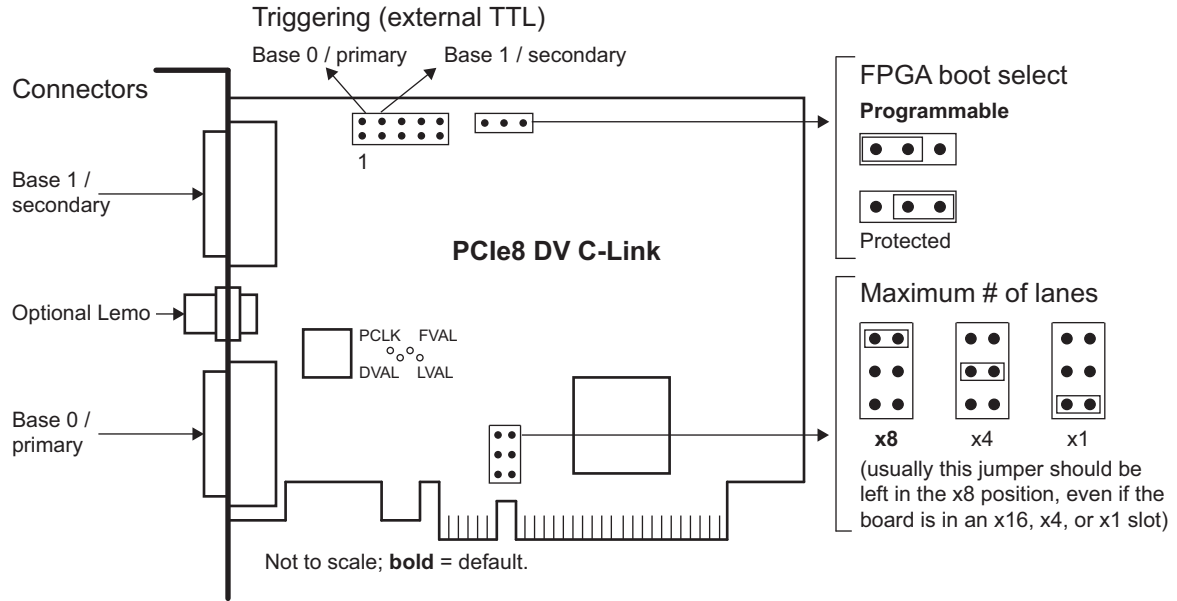 Triggering (external TTL)
Base 0 / primary
Base 1 / secondary
Connectors
Base 1 /
secondary
Optional Lemo
Base 0 /
primary
1
PCIe8 DV C-Link
PCLK FVAL
DVAL LVAL
FPGA boot select
Programmable
Protected
Maximum # of lanes
x8 x4 x1
(usually this jumper should be
left in the x8 position, even if the
board is in an x16, x4, or x1 slot)
Not to scale; bold = default.